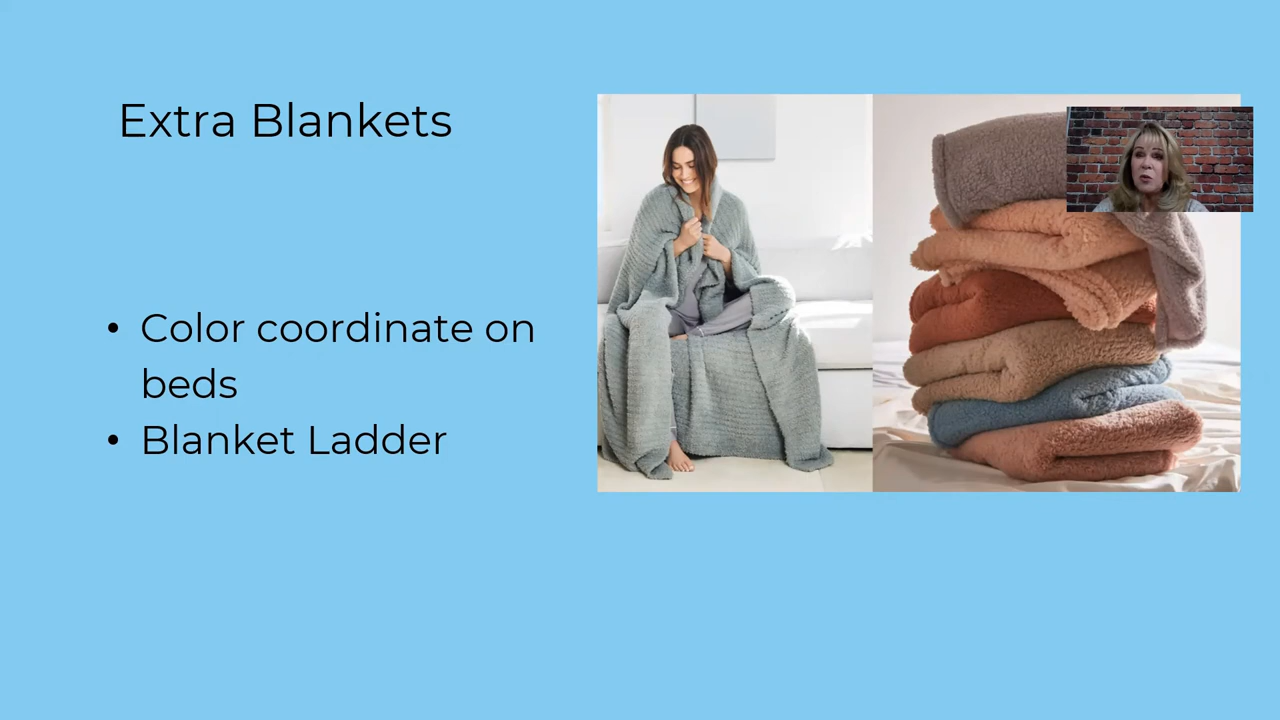 Extra Blankets
• Color coordinate on
beds
• Blanket Ladder